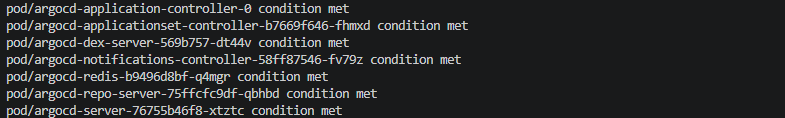 pod/argocd-application-controller-0 condition met
pod/argocd-applicationset-controller-b7669f646-fhmxd condition met
pod/argocd-dex-server-569b757-dt44v condition met
pod/argocd-notifications-controller-58ff87546-fv79z condition met
pod/argocd-redis-b9496d8bf-q4mgr condition met
pod/argocd-repo-server-75ffcfc9df-qbhbd condition met
pod/argocd-server-76755b46f8-xtztc condition met